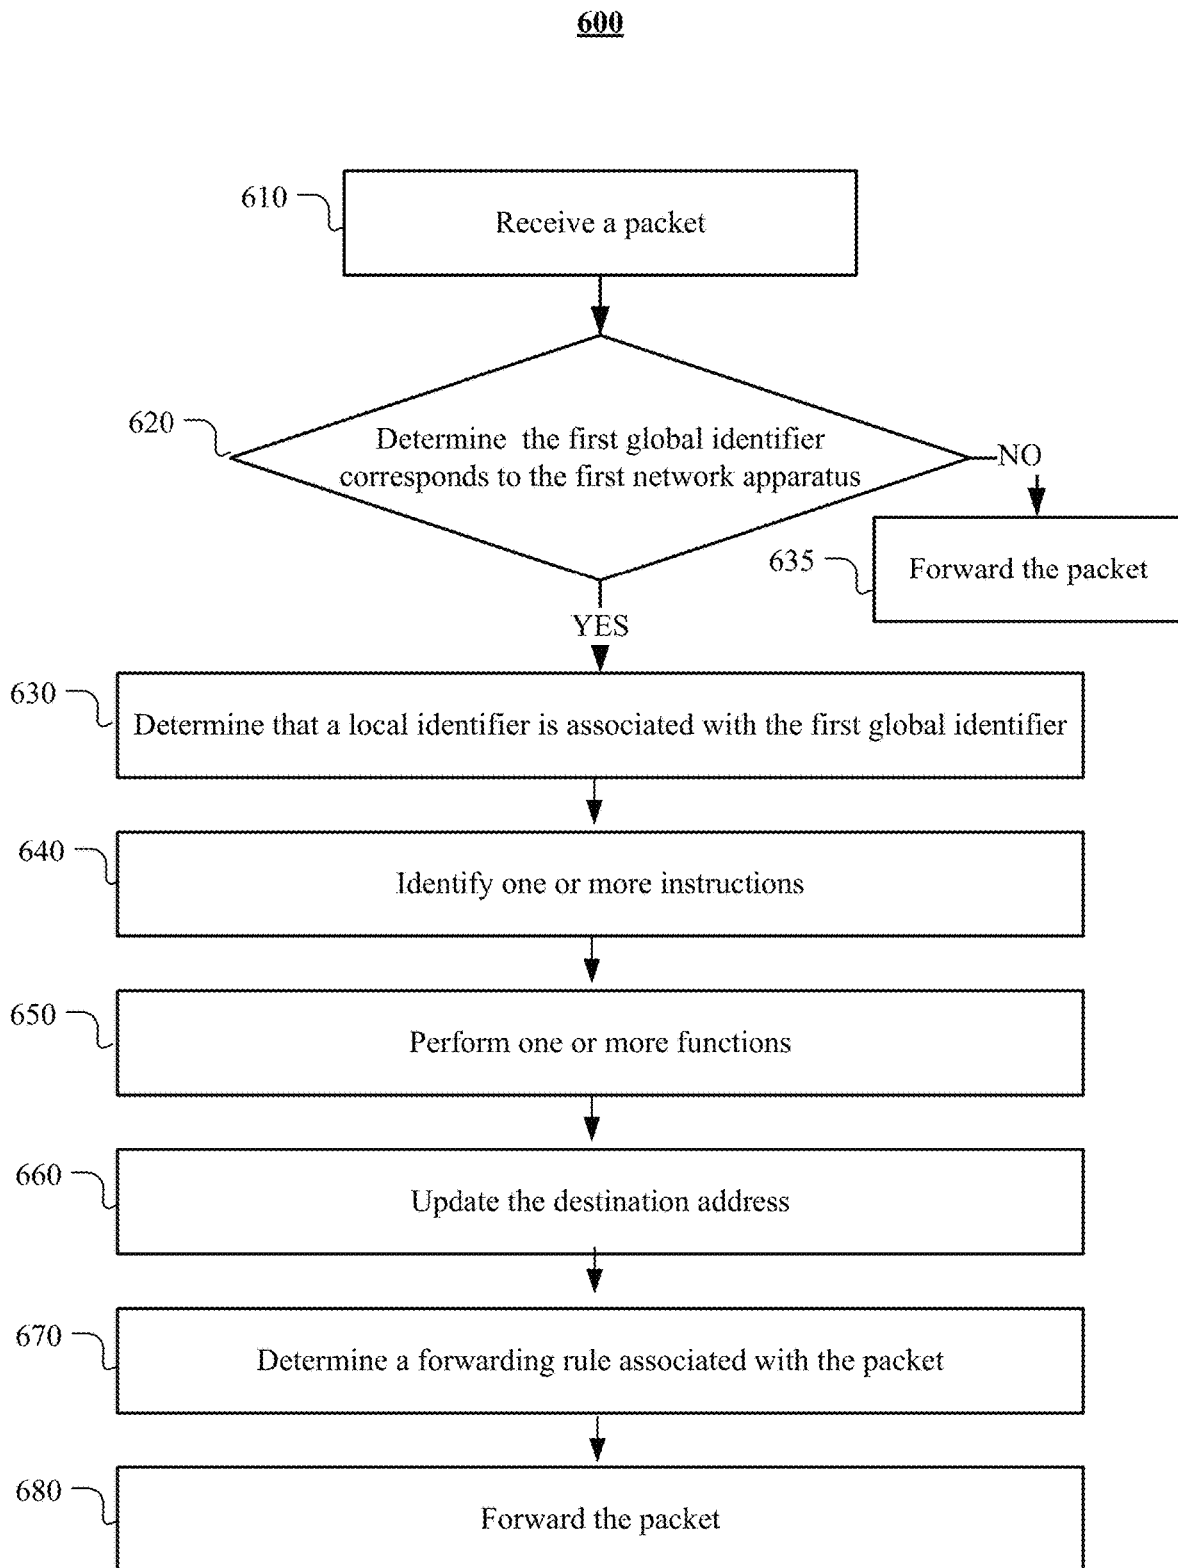 600
610
Receive a packet
620
Determine the first global identifier
corresponds to the first network apparatus
NO
635
Forward the packet
YES
630
Determine that a local identifier is associated with the first global identifier
640
Identify one or more instructions
650
Perform one or more functions
660
Update the destination address
670
Determine a forwarding rule associated with the packet
680
Forward the packet